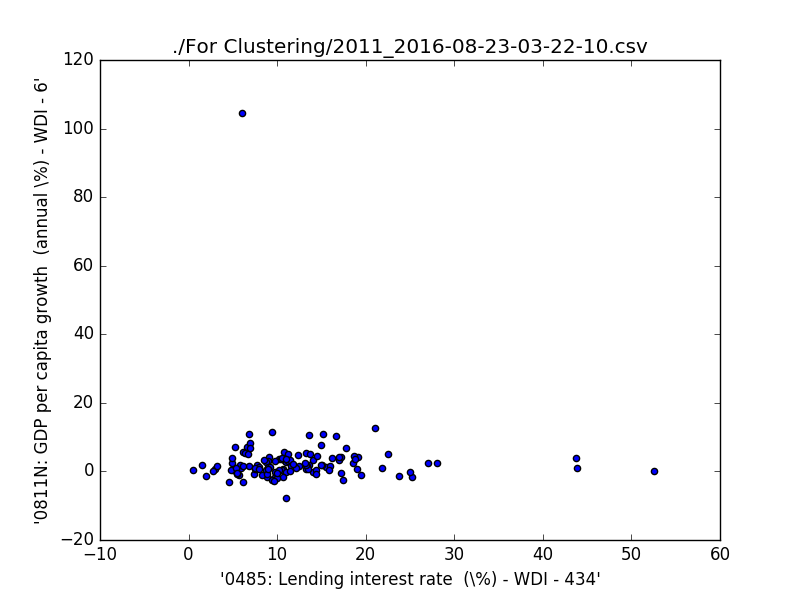 ./For Clustering/2011_2016-08-23-03-22-10.csv
120
100
80
60
40
20
0
−20
'0811N: GDP per capita growth  (annual \%) - WDI - 6'
−10 0 10 20 30 40 50 60
'0485: Lending interest rate  (\%) - WDI - 434'